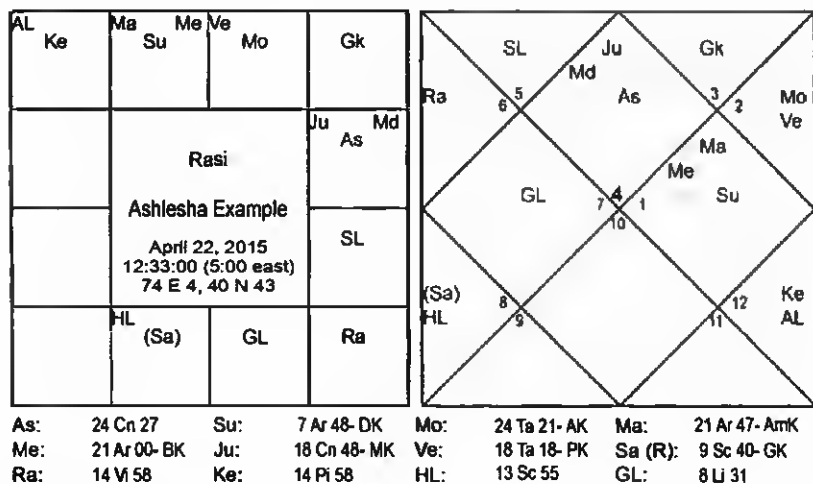 AL Ma Me Ve
Ke Su Mo Gk
Ju Md
As
Rasi
Ashlesha Example
April 22, 2015
12:33:00 (5:00 east)
74 E 4, 40 N 43
SL
HL
(Sa) GL Ra
SL Ju Gk
Md
Ra 5 As 3 Mo
6 2 Ve
Ma
Me
GL 4 Su
7 1
10
(Sa) 8 12 Ke
HL 9 11 AL
As: 24 Cn 27 Su: 7 Ar 48- DK Mo: 24 Ta 21- AK Ma: 21 Ar 47- AmK
Me: 21 Ar 00- BK Ju: 18 Cn 48- MK Ve: 18 Ta 18- PK Sa (R): 9 Sc 40- GK
Ra: 14 Vi 58 Ke: 14 Pi 58 HL: 13 Sc 55 GL: 8 Li 31